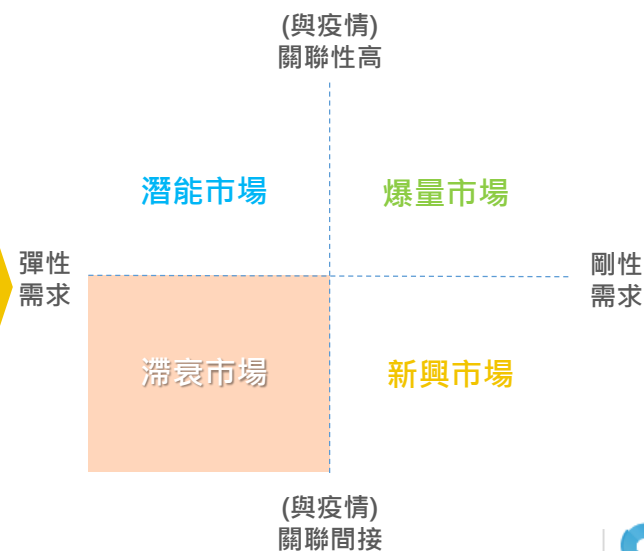 (與疫情)
關聯性高
潛能市場
爆量市場
彈性
需求
剛性
需求
滯衰市場
新興市場
(與疫情)
關聯間接